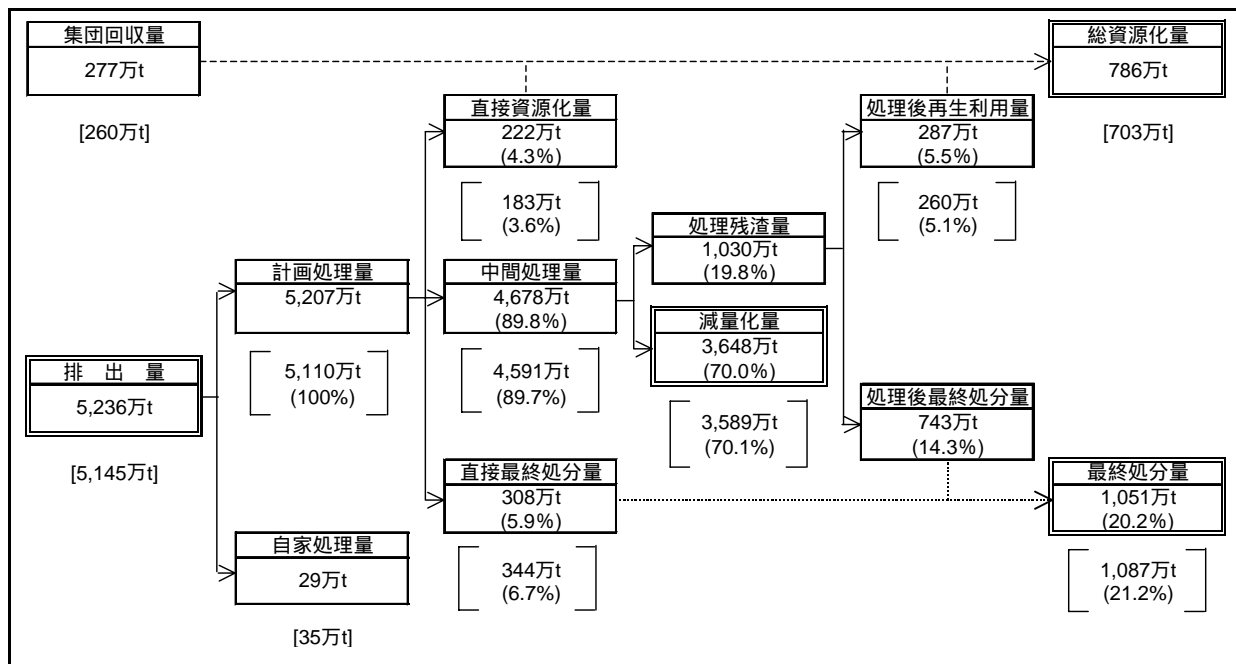 集団回収量
277万t
[260万t]
総資源化量
786万t
[703万t]
直接資源化量
222万t
(4.3%)
183万t
(3.6%)
処理後再生利用量
287万t
(5.5%)
260万t
(5.1%)
処理残渣量
1,030万t
(19.8%)
計画処理量
5,207万t
5,110万t
(100%)
中間処理量
4,678万t
(89.8%)
4,591万t
(89.7%)
減量化量
3,648万t
(70.0%)
3,589万t
(70.1%)
排 出 量
5,236万t
[5,145万t]
処理後最終処分量
743万t
(14.3%)
直接最終処分量
308万t
(5.9%)
344万t
(6.7%)
最終処分量
1,051万t
(20.2%)
1,087万t
(21.2%)
自家処理量
29万t
[35万t]